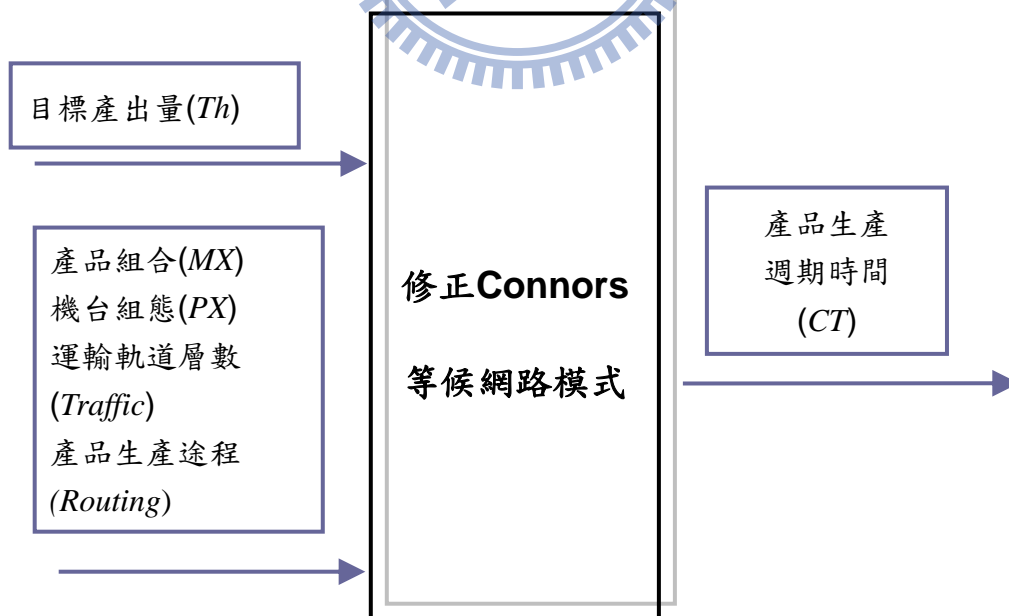 目標產出量(Th)
產品組合(MX)
機台組態(PX)
運輸軌道層數
(Traffic)
產品生產途程
(Routing)
修正Connors
等候網路模式
產品生產
週期時間
(CT)